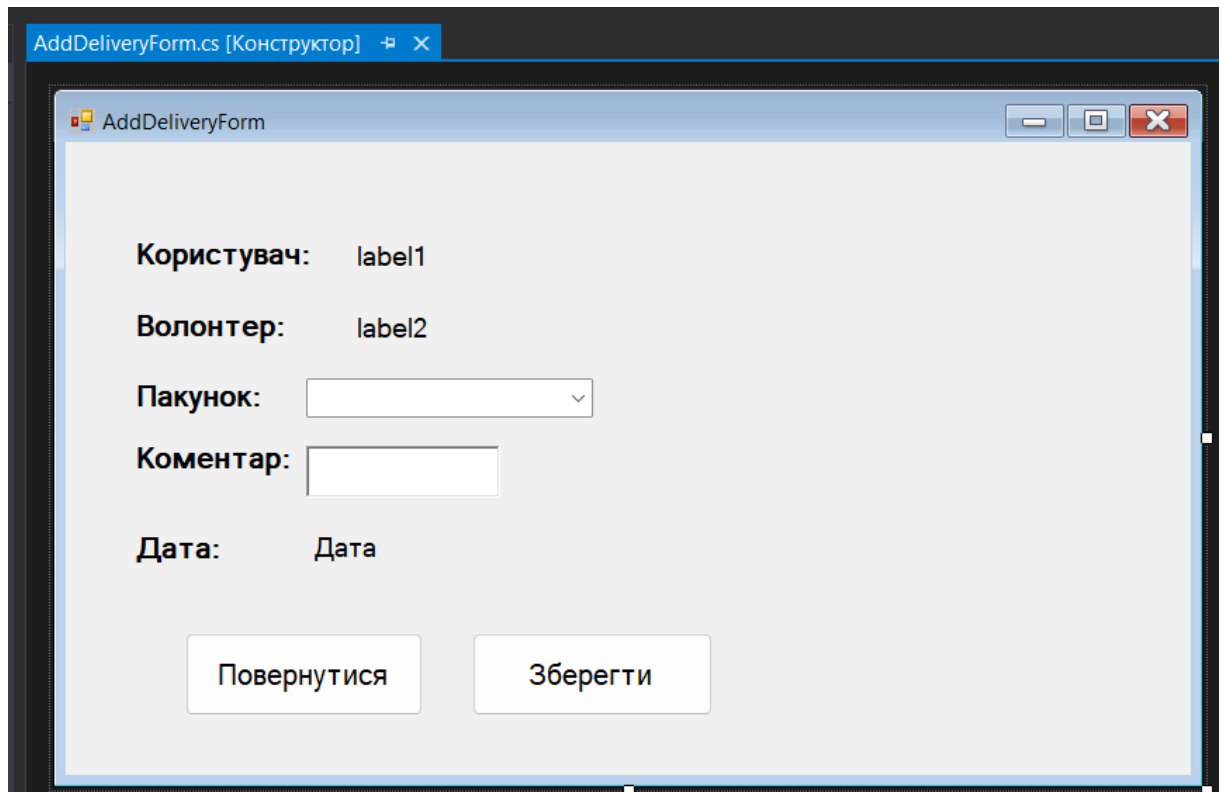 AddDeliveryForm.cs [Конструктор]
AddDeliveryForm
Користувач: label1
Волонтер: label2
Пакунок:
Коментар:
Дата: Дата
Повернутися Зберегти